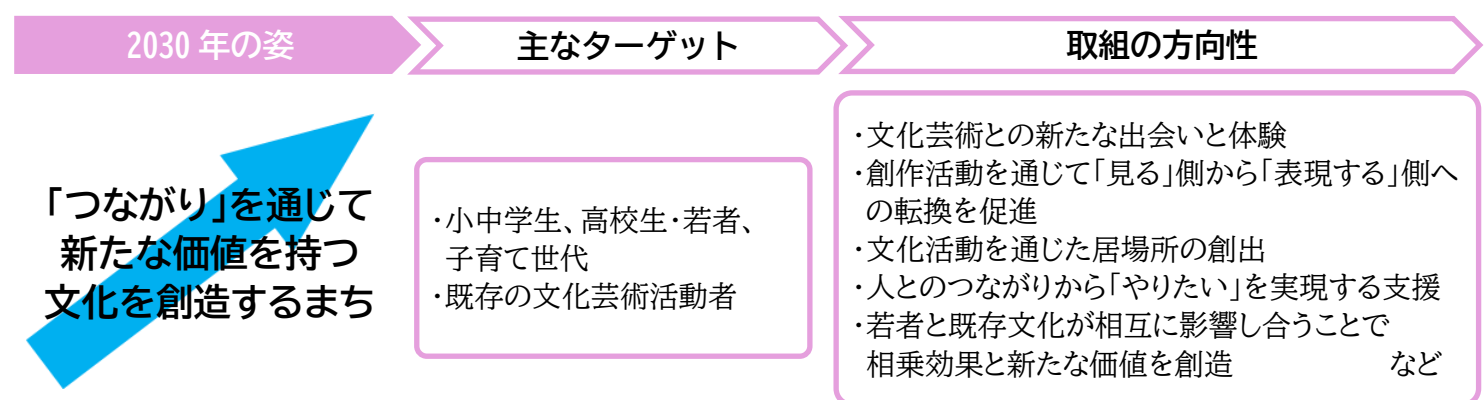 2030 年の姿
主なターゲット
取組の方向性
「つながり」を通じて
新たな価値を持つ
文化を創造するまち
・小中学生、高校生・若者、
子育て世代
・既存の文化芸術活動者
・文化芸術との新たな出会いと体験
・創作活動を通じて「見る」側から「表現する」側へ
の転換を促進
・文化活動を通じた居場所の創出
・人とのつながりから「やりたい」を実現する支援
・若者と既存文化が相互に影響し合うことで
相乗効果と新たな価値を創造 など